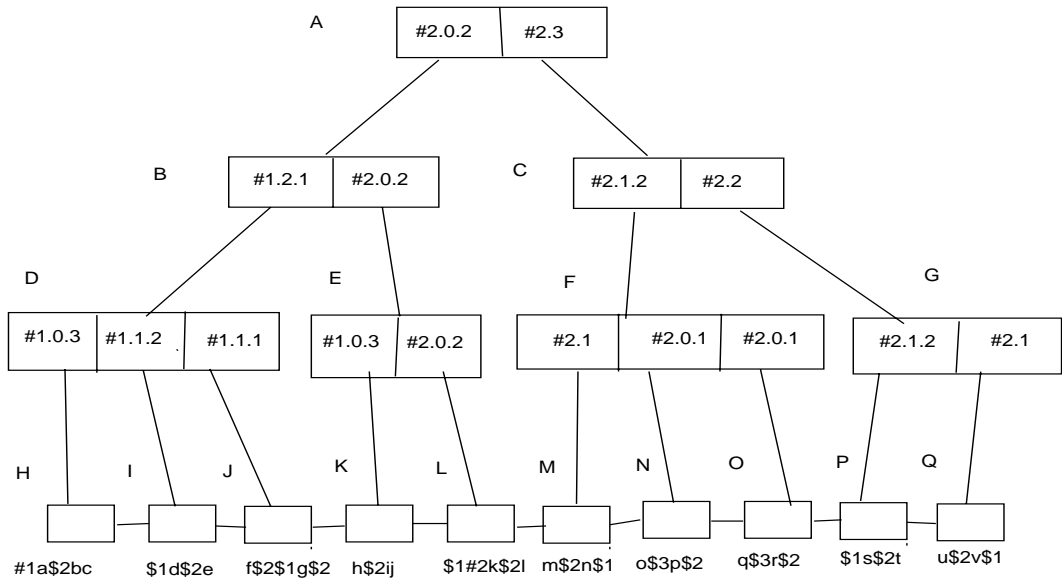 A
#2.0.2 #2.3
B
#1.2.1 #2.0.2
C
#2.1.2 #2.2
D
#1.0.3 #1.1.2 #1.1.1
E
#1.0.3 #2.0.2
F
#2.1 #2.0.1 #2.0.1
G
#2.1.2 #2.1
H I J K L M N O P Q
#1a$2bc $1d$2e f$2$1g$2 h$2ij $1#2k$2l m$2n$1 o$3p$2 q$3r$2 $1s$2t u$2v$1